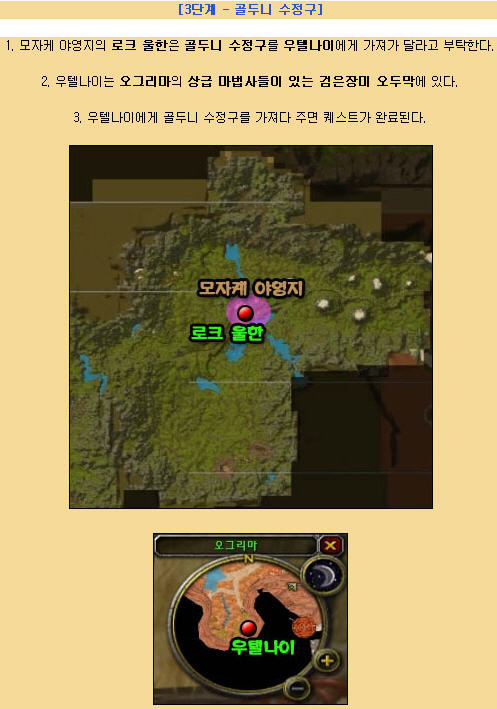 [3단계 - 골두니 수정구]
1. 모자케 야영지의 로크 울한은 골두니 수정구를 우텔나이에게 가져가 달라고 부탁한다.
2. 우텔나이는 오그리마의 상급 마법사들이 있는 검은장미 오두막에 있다.
3. 우텔나이에게 골두니 수정구를 가져다 주면 퀘스트가 완료된다.
모자케 야영지
로크 울한
오그리마
N
우텔나이